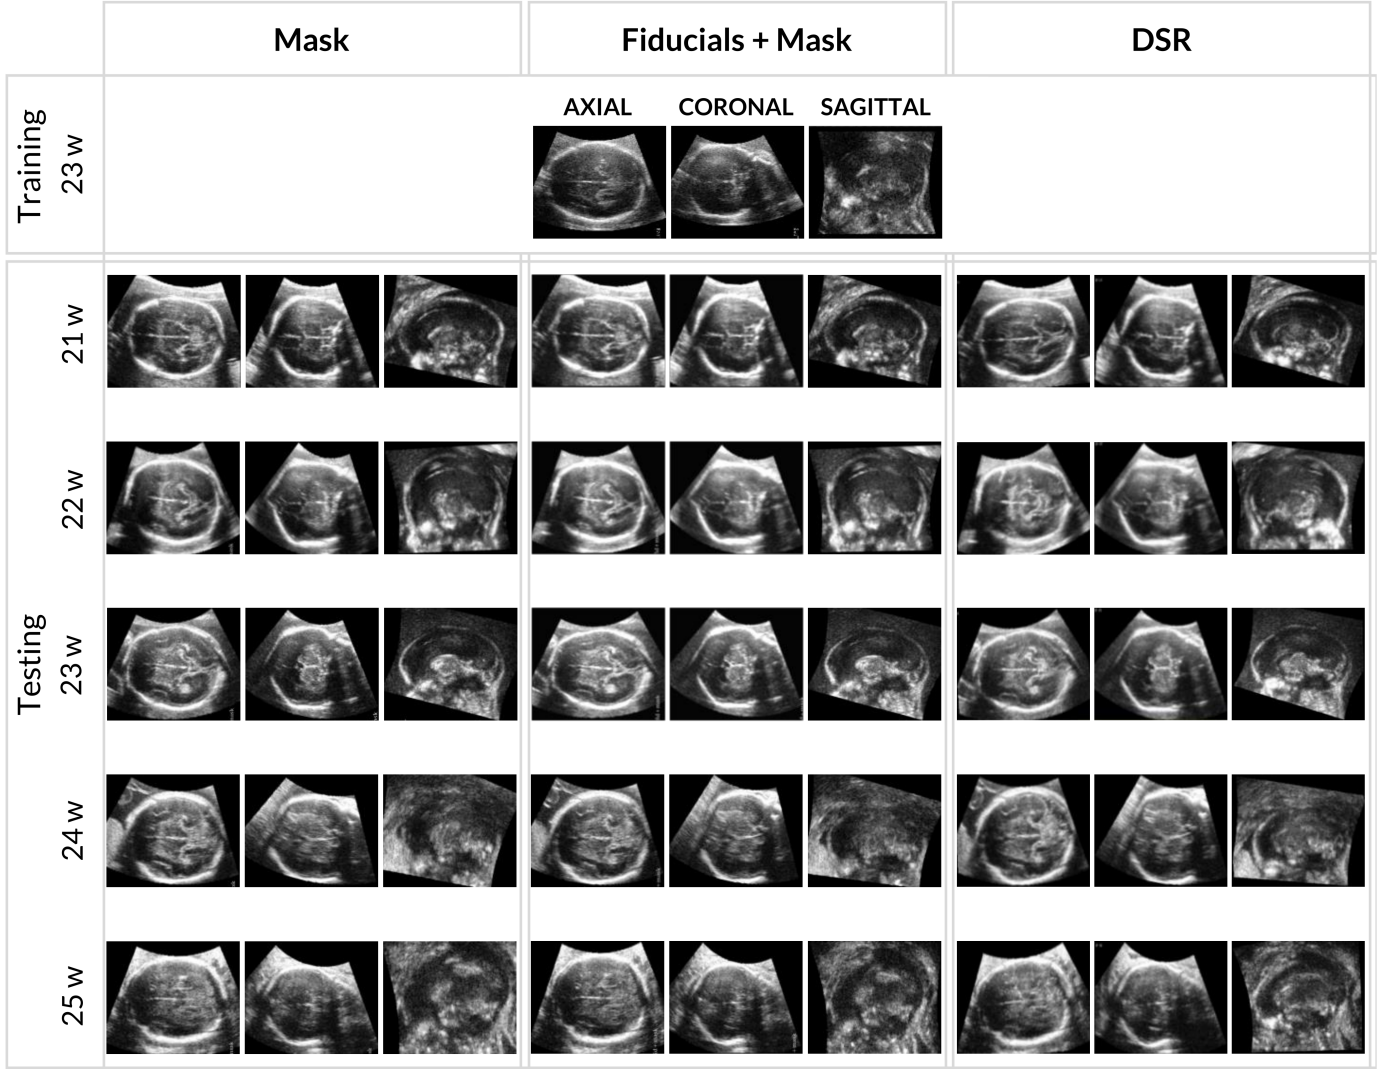 Mask
Fiducials + Mask
DSR
Training
23 w
AXIAL
CORONAL
SAGITTAL
Testing
21 w
22 w
23 w
24 w
25 w